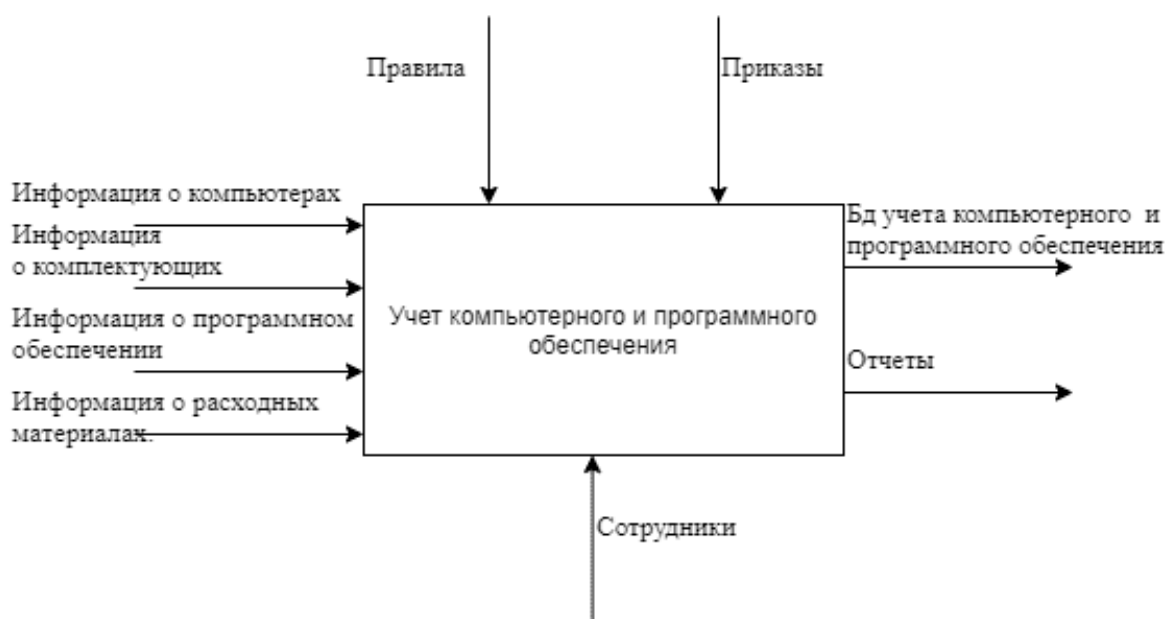 Правила
Приказы
Информация о компьютерах
Информация
о комплектующих
Информация о программном
обеспечении
Информация о расходных
материалах.
Учет компьютерного и программного
обеспечения
Бд учета компьютерного и
программного обеспечения
Отчеты
Сотрудники